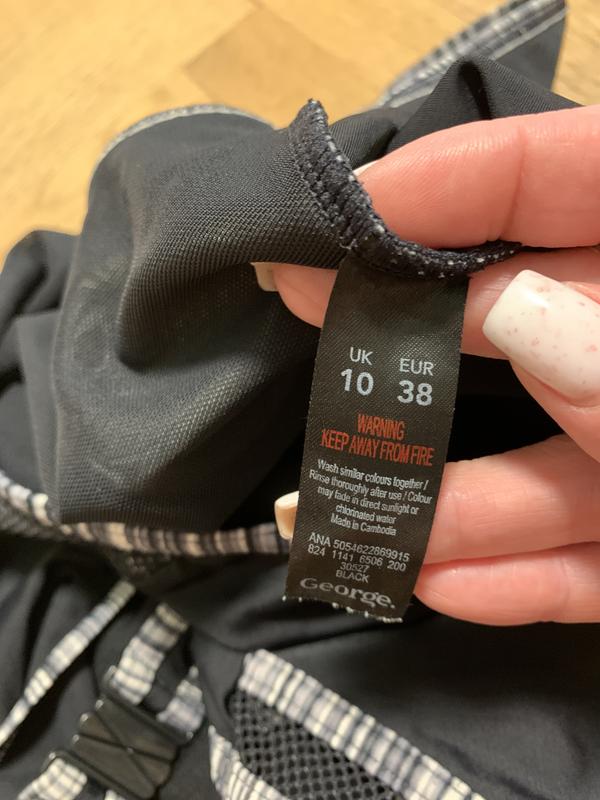 UK EUR
10 38
WARNING
KEEP AWAY FROM FIRE
Wash similar colours together /
Rinse thoroughly after use / Colour
may fade in direct sunlight or
chlorinated water
Made in Cambodia
ANA 5054622869915
824 1141 6506 200
30527
BLACK
George.